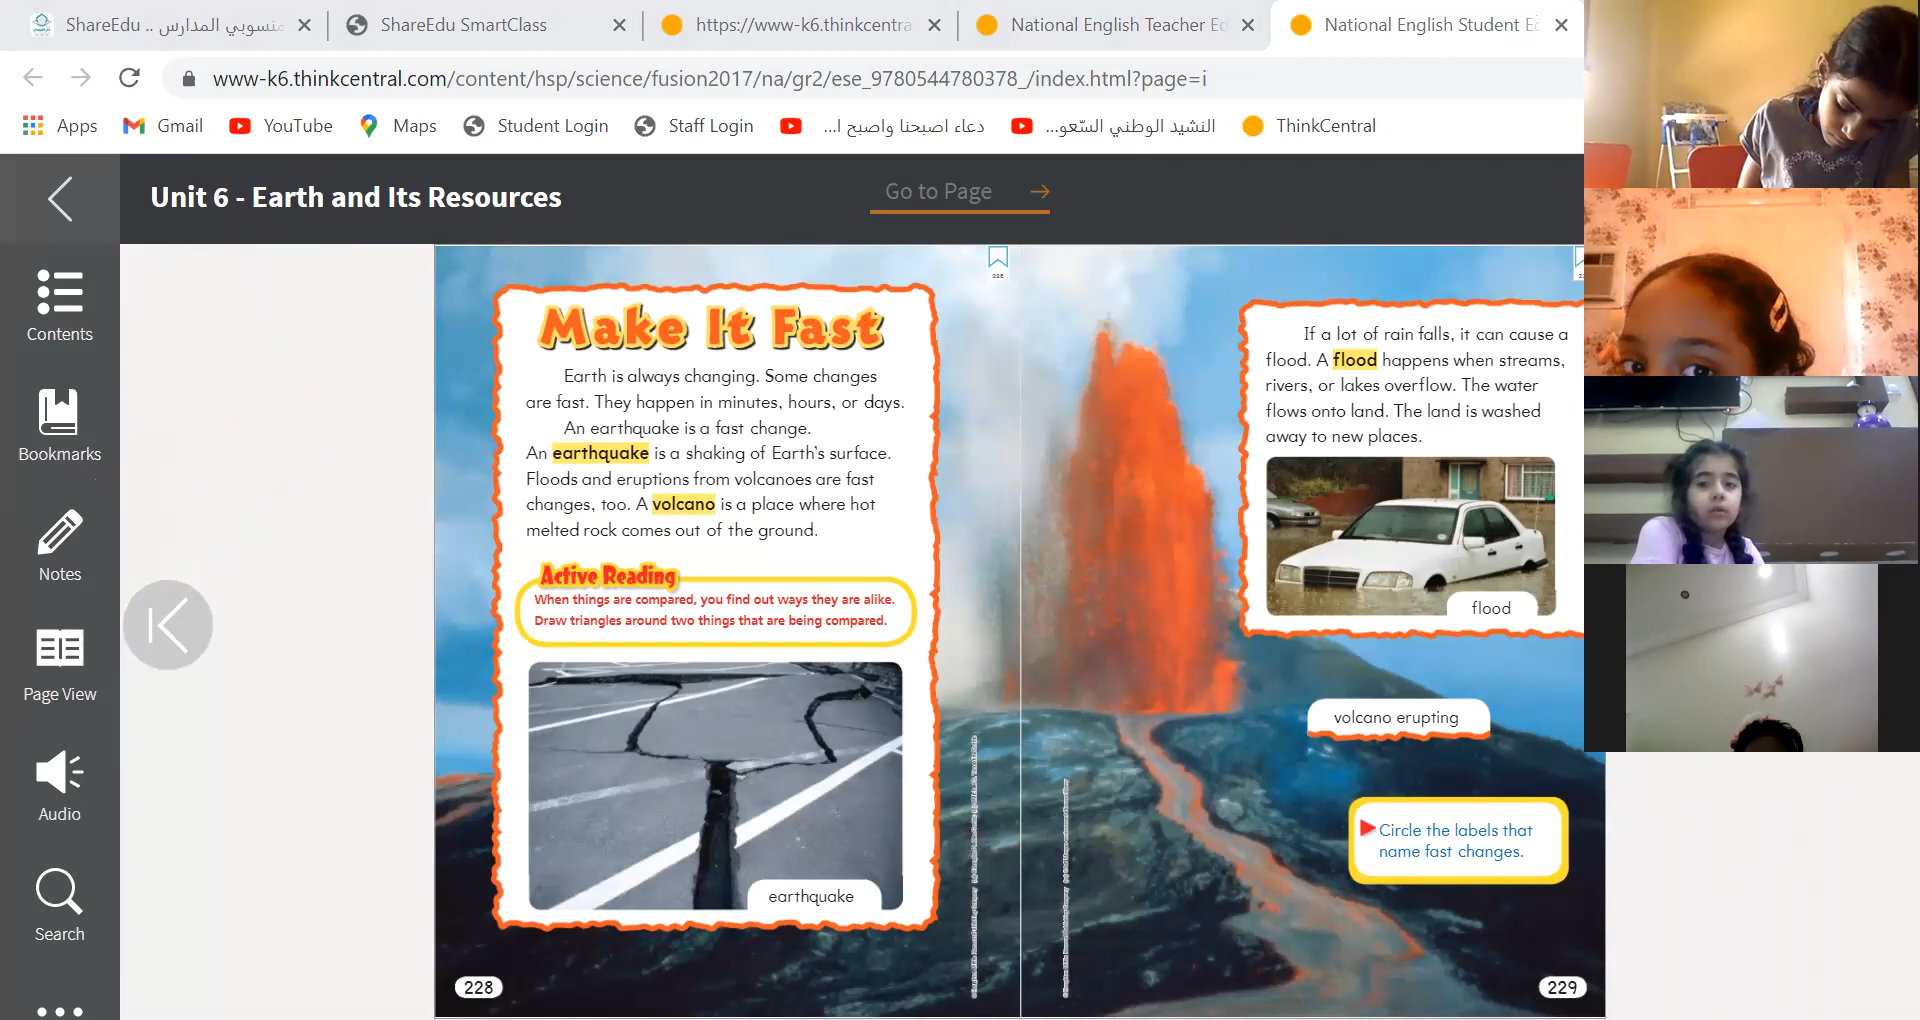 ShareEdu .. منسوبي المدارس
ShareEdu SmartClass
https://www-k6.thinkcentra
National English Teacher Ed
National English Student Ed
www-k6.thinkcentral.com/content/hsp/science/fusion2017/na/gr2/ese_9780544780378_/index.html?page=i
Apps
Gmail
YouTube
Maps
Student Login
Staff Login
دعاء اصبحنا واصبح ا...
النشيد الوطني السّعو...
ThinkCentral
Unit 6 - Earth and Its Resources
Go to Page
Contents
Bookmarks
Notes
Page View
Audio
Search
228
Make It Fast
Earth is always changing. Some changes
are fast. They happen in minutes, hours, or days.
An earthquake is a fast change.
An earthquake is a shaking of Earth's surface.
Floods and eruptions from volcanoes are fast
changes, too. A volcano is a place where hot
melted rock comes out of the ground.
Active Reading
When things are compared, you find out ways they are alike.
Draw triangles around two things that are being compared.
earthquake
228
If a lot of rain falls, it can cause a
flood. A flood happens when streams,
rivers, or lakes overflow. The water
flows onto land. The land is washed
away to new places.
flood
volcano erupting
Circle the labels that
name fast changes.
229